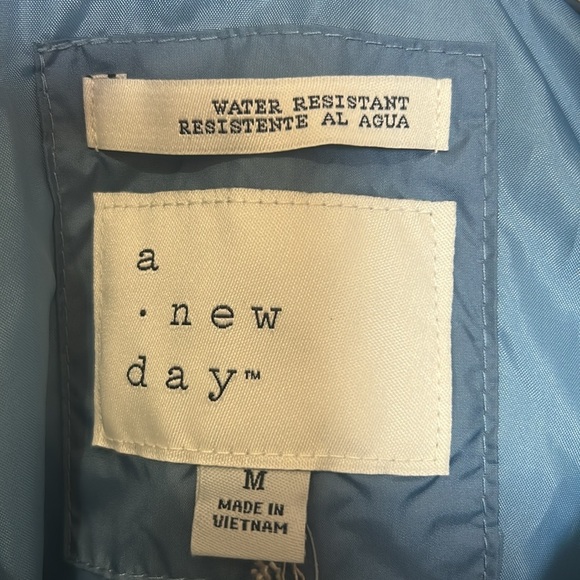 WATER RESISTANT
RESISTENTE AL AGUA
a
· new
day™
M
MADE IN
VIETNAM